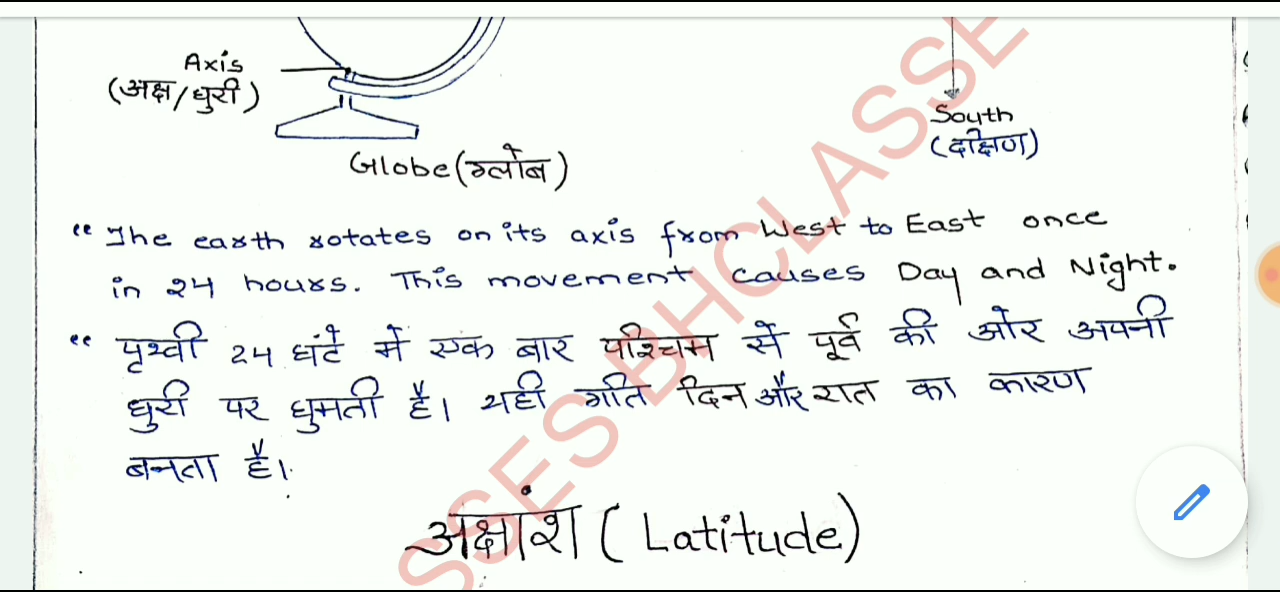 Axis
(अक्ष/धुरी)
South
(दक्षिण)
Globe(ग्लोब)
"The earth rotates on its axis from West to East once
in 24 hours. This movement causes Day and Night.
"पृथ्वी 24 घंटे में एक बार पश्चिम से पूर्व की ओर अपनी
धुरी पर घुमती है। यही गति दिन और रात का कारण
बनता है।
अक्षांश (Latitude)
SSES BHCLASSE